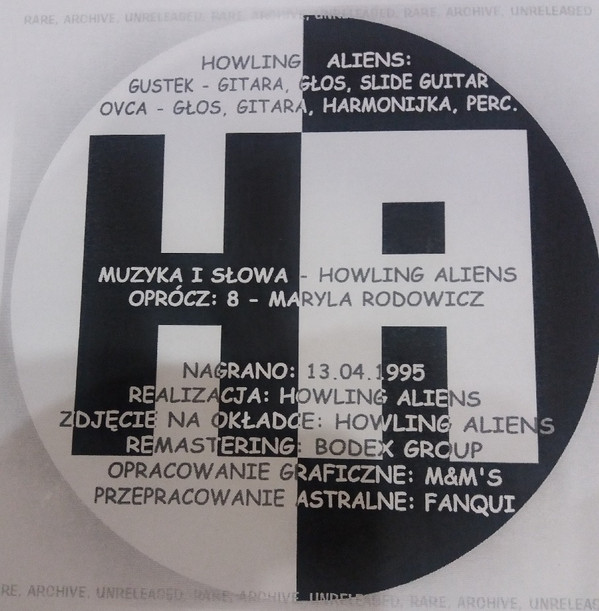 RARE, ARCHIVE, UNRELEASED, RARE, ARCHIVE, UNRELEASED, RARE, ARCHIVE, UNRELEASED
HOWLING ALIENS:
GUSTEK - GITARA, GŁOS, SLIDE GUITAR
OVCA - GŁOS, GITARA, HARMONIJKA, PERC.
HA
MUZYKA I SŁOWA - HOWLING ALIENS
OPRÓCZ: 8 - MARYLA RODOWICZ
NAGRANO: 13.04.1995
REALIZACJA: HOWLING ALIENS
ZDJĘCIE NA OKŁADCE: HOWLING ALIENS
REMASTERING: BODEX GROUP
OPRACOWANIE GRAFICZNE: M&M'S
PRZEPRACOWANIE ASTRALNE: FANQUI
RE, ARCHIVE, UNRELEASED, RARE, ARCHIVE, UNRELEASED, RARE, ARCHIVE, UNRELEAS